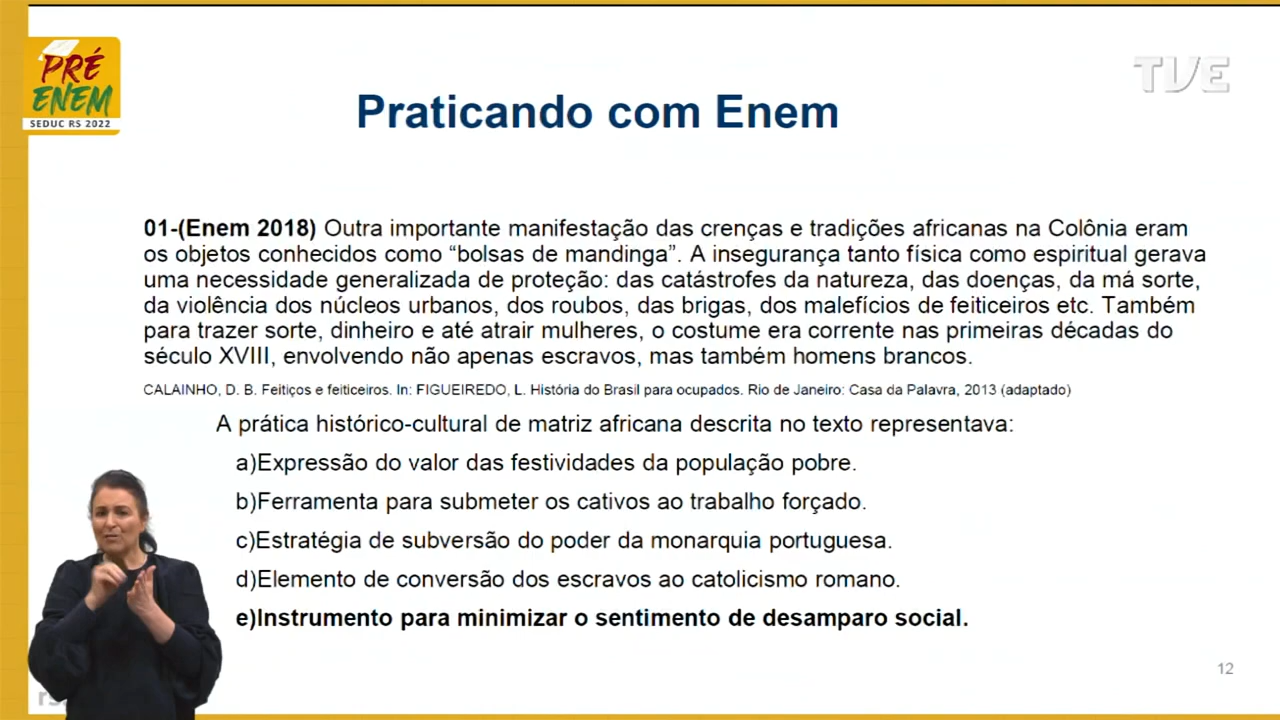 PRÉ
ENEM
SEDUC RS 2022
TVE
Praticando com Enem
01-(Enem 2018) Outra importante manifestação das crenças e tradições africanas na Colônia eram
os objetos conhecidos como “bolsas de mandinga”. A insegurança tanto física como espiritual gerava
uma necessidade generalizada de proteção: das catástrofes da natureza, das doenças, da má sorte,
da violência dos núcleos urbanos, dos roubos, das brigas, dos malefícios de feiticeiros etc. Também
para trazer sorte, dinheiro e até atrair mulheres, o costume era corrente nas primeiras décadas do
século XVIII, envolvendo não apenas escravos, mas também homens brancos.
CALAINHO, D. B. Feitiços e feiticeiros. In: FIGUEIREDO, L. História do Brasil para ocupados. Rio de Janeiro: Casa da Palavra, 2013 (adaptado)
A prática histórico-cultural de matriz africana descrita no texto representava:
a)Expressão do valor das festividades da população pobre.
b)Ferramenta para submeter os cativos ao trabalho forçado.
c)Estratégia de subversão do poder da monarquia portuguesa.
d)Elemento de conversão dos escravos ao catolicismo romano.
e)Instrumento para minimizar o sentimento de desamparo social.
12